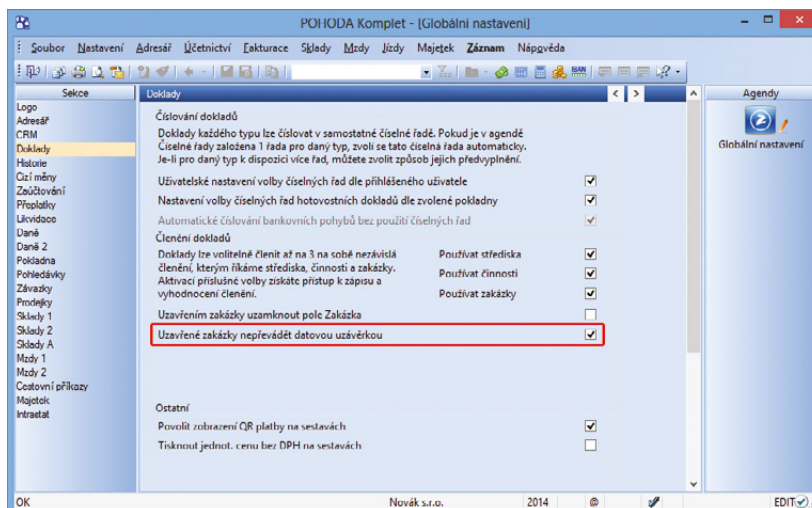 POHODA Komplet - [Globální nastavení]
Soubor Nastavení Adresář Účetnictví Fakturace Sklady Mzdy Jízdy Majetek Záznam Nápověda
Sekce
Logo
Adresář
CRM
Doklady
Historie
Cizí měny
Zaúčtování
Přeplatky
Likvidace
Daně
Daně 2
Pokladna
Pohledávky
Závazky
Prodejky
Sklady 1
Sklady 2
Sklady A
Mzdy 1
Mzdy 2
Cestovní příkazy
Majetek
Intrastat
Doklady
Číslování dokladů
Doklady každého typu lze číslovat v samostatné číselné řadě. Pokud je v agendě
Číselné řady založena 1 řada pro daný typ, zvolí se tato číselná řada automaticky.
Je-li pro daný typ k dispozici více řad, můžete zvolit způsob jejich předvyplnění.
Uživatelské nastavení volby číselných řad dle přihlášeného uživatele
Nastavení volby číselných řad hotovostních dokladů dle zvolené pokladny
Automatické číslování bankovních pohybů bez použití číselných řad
Členění dokladů
Doklady lze volitelně členit až na 3 na sobě nezávislá
členění, kterým říkáme střediska, činnosti a zakázky.
Aktivací příslušné volby získáte přístup k zápisu a
vyhodnocení členění.
Používat střediska
Používat činnosti
Používat zakázky
Uzavřením zakázky uzamknout pole Zakázka
Uzavřené zakázky nepřevádět datovou uzávěrkou
Ostatní
Povolit zobrazení QR platby na sestavách
Tisknout jednot. cenu bez DPH na sestavách
Agendy
Globální nastavení
OK Novák s.r.o. 2014 @ EDIT